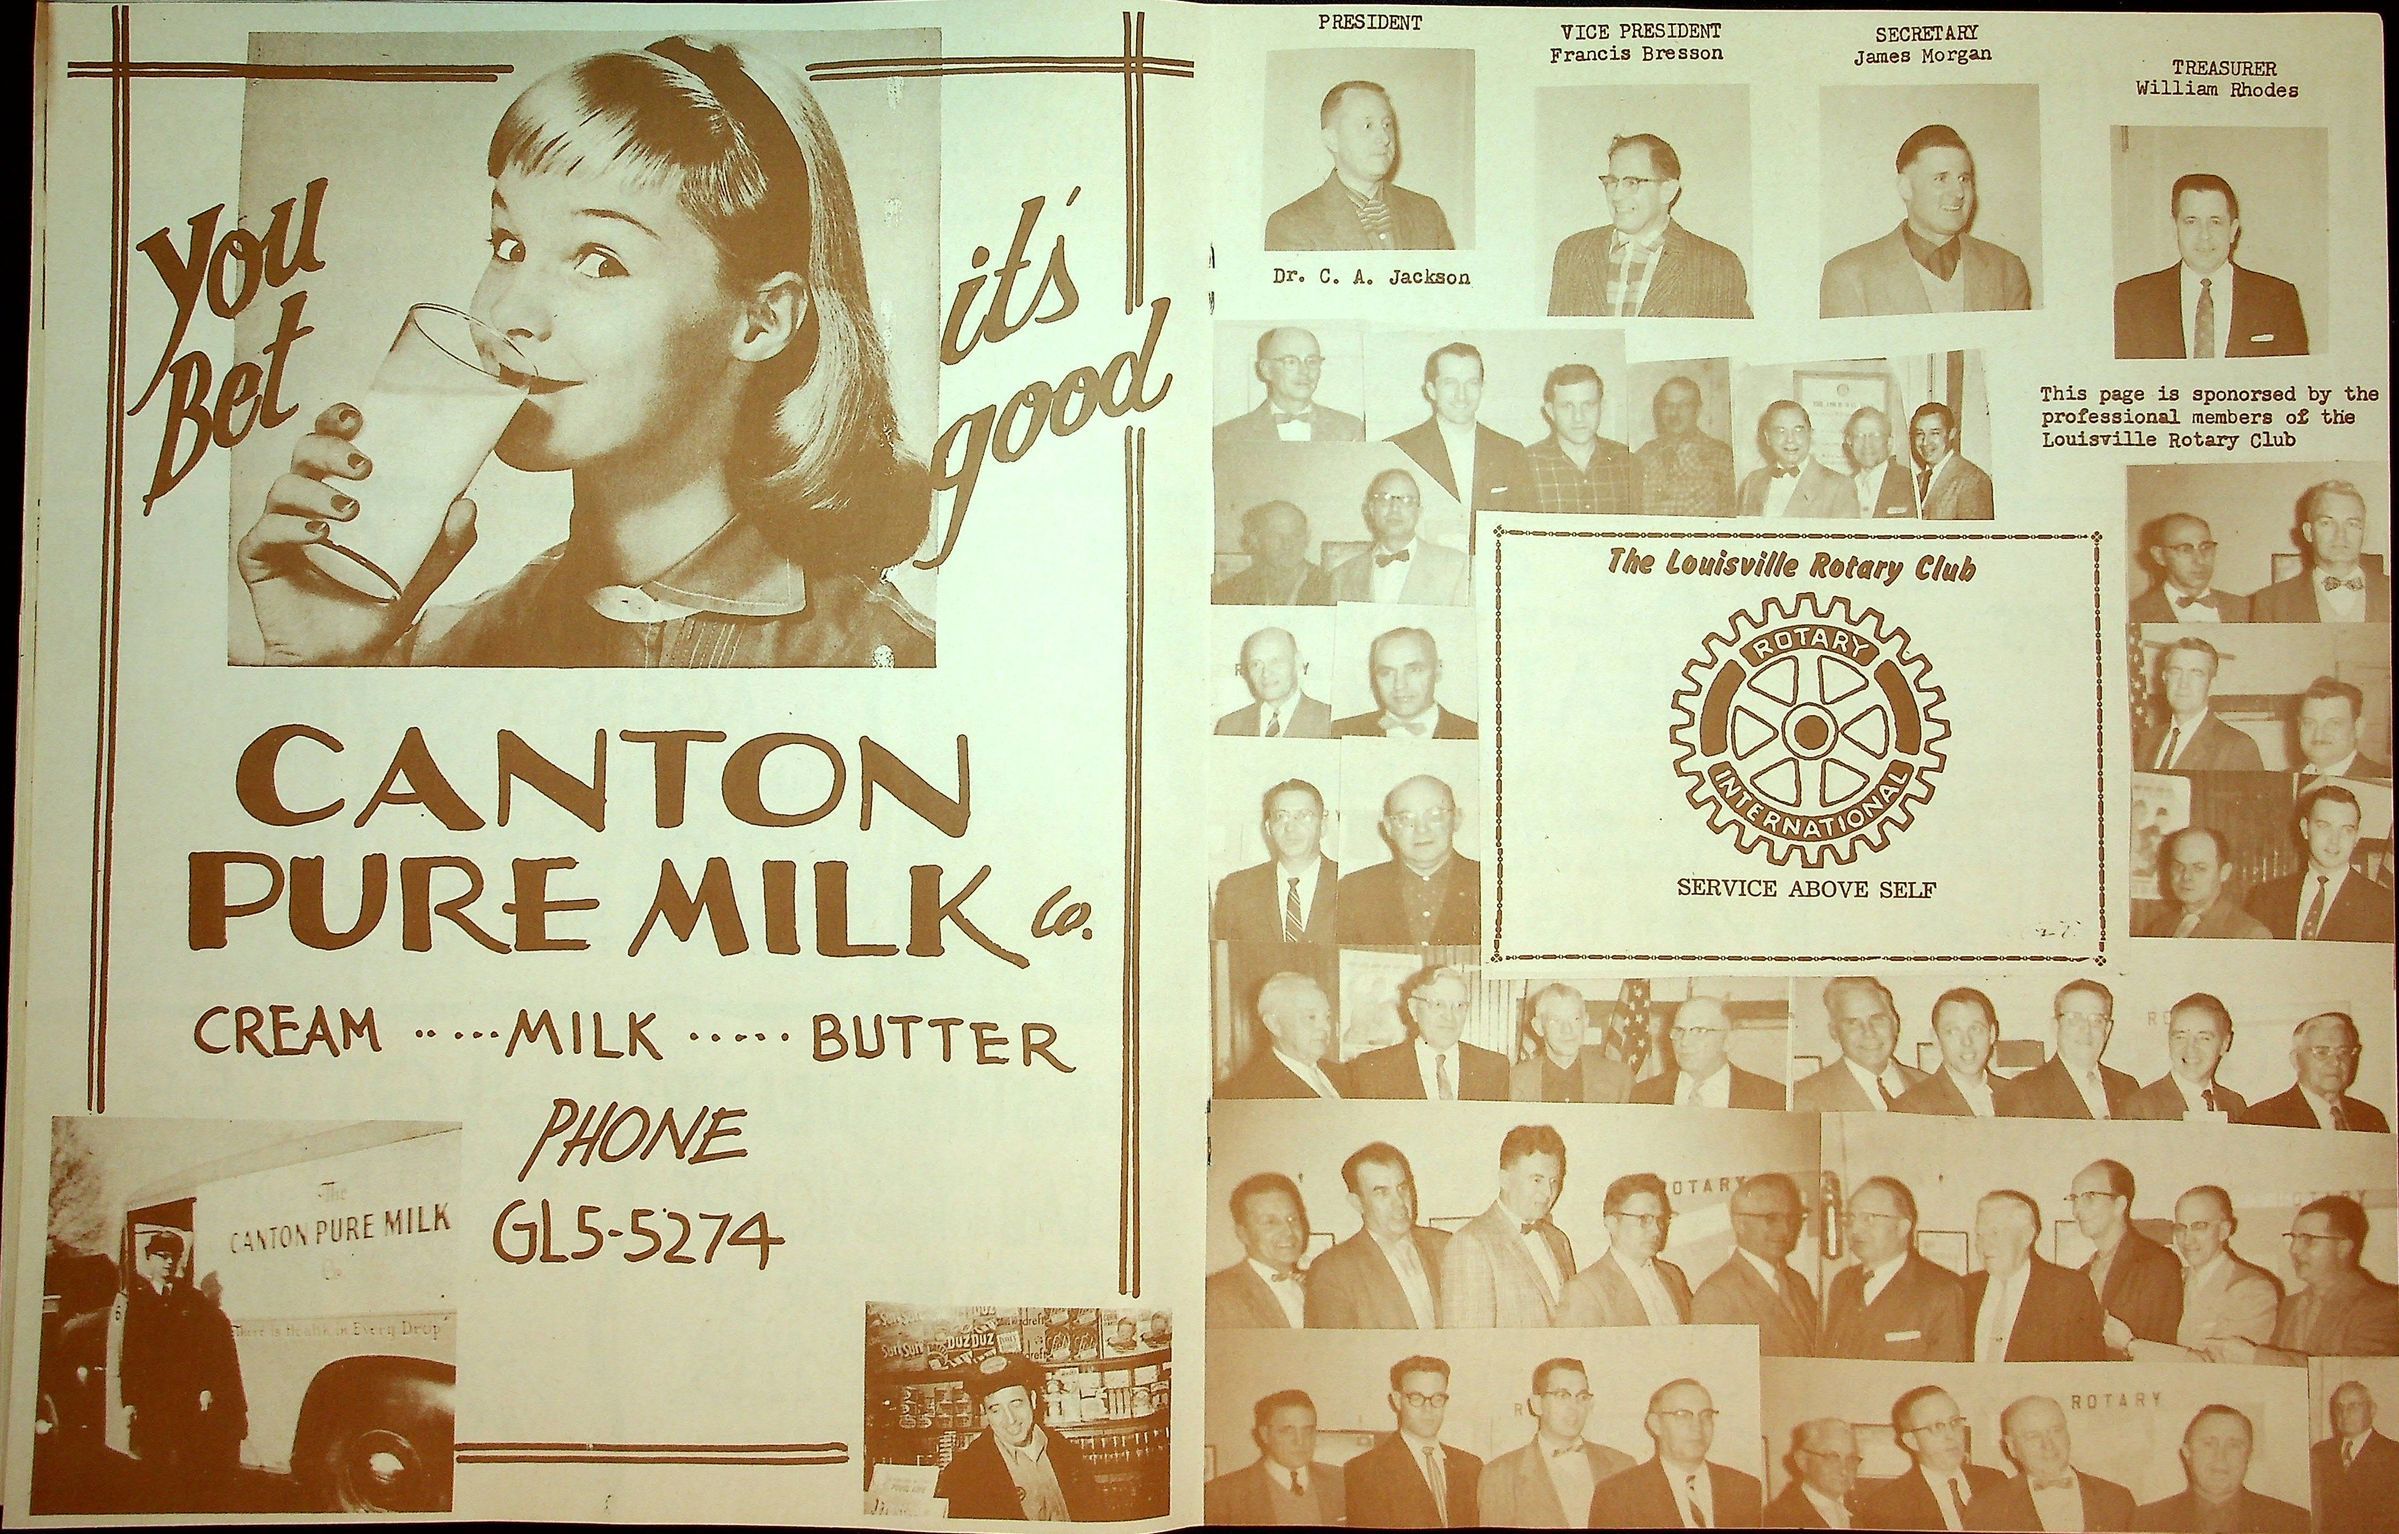 You
Bet
it's
good
CANTON
PURE MILK Co.
CREAM ..... MILK ..... BUTTER
PHONE
GL5-5274
The
CANTON PURE MILK
Co
There is Health in Every Drop
DUZ DUZ
PRESIDENT
Dr. C. A. Jackson
VICE PRESIDENT
Francis Bresson
SECRETARY
James Morgan
TREASURER
William Rhodes
This page is sponorsed by the
professional members of the
Louisville Rotary Club
The Louisville Rotary Club
ROTARY
INTERNATIONAL
SERVICE ABOVE SELF
OTARY
ROTARY